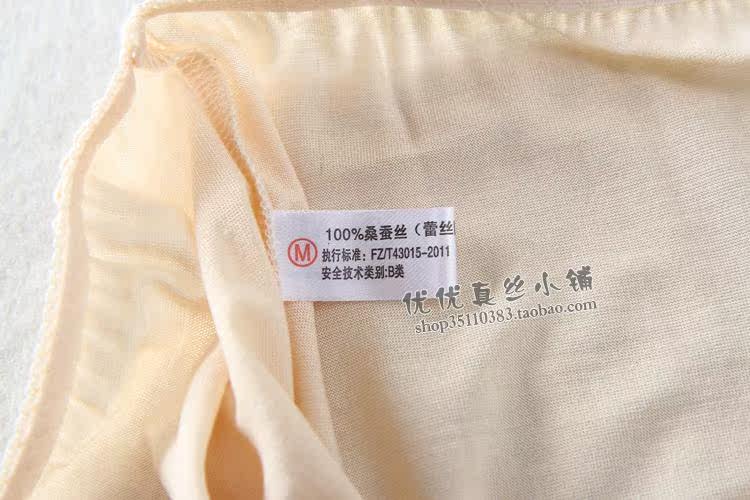 100%桑蚕丝（蕾丝
M
执行标准：FZ/T43015-2011
安全技术类别:B类
优优真丝小铺
shop35110383.taobao.com